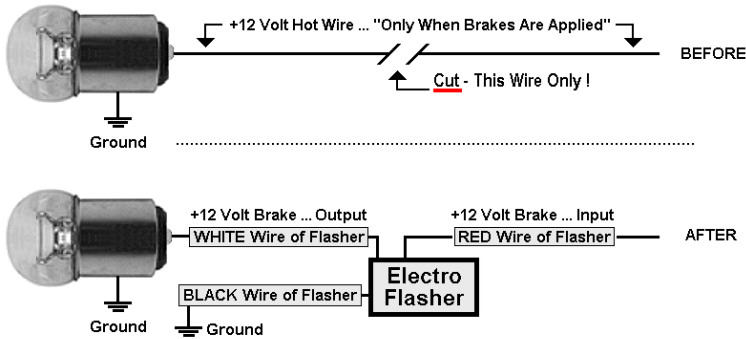 +12 Volt Hot Wire ... "Only When Brakes Are Applied"
BEFORE
Cut - This Wire Only !
Ground
+12 Volt Brake ... Output
+12 Volt Brake ... Input
WHITE Wire of Flasher
RED Wire of Flasher
AFTER
Electro
Flasher
BLACK Wire of Flasher
Ground
Ground